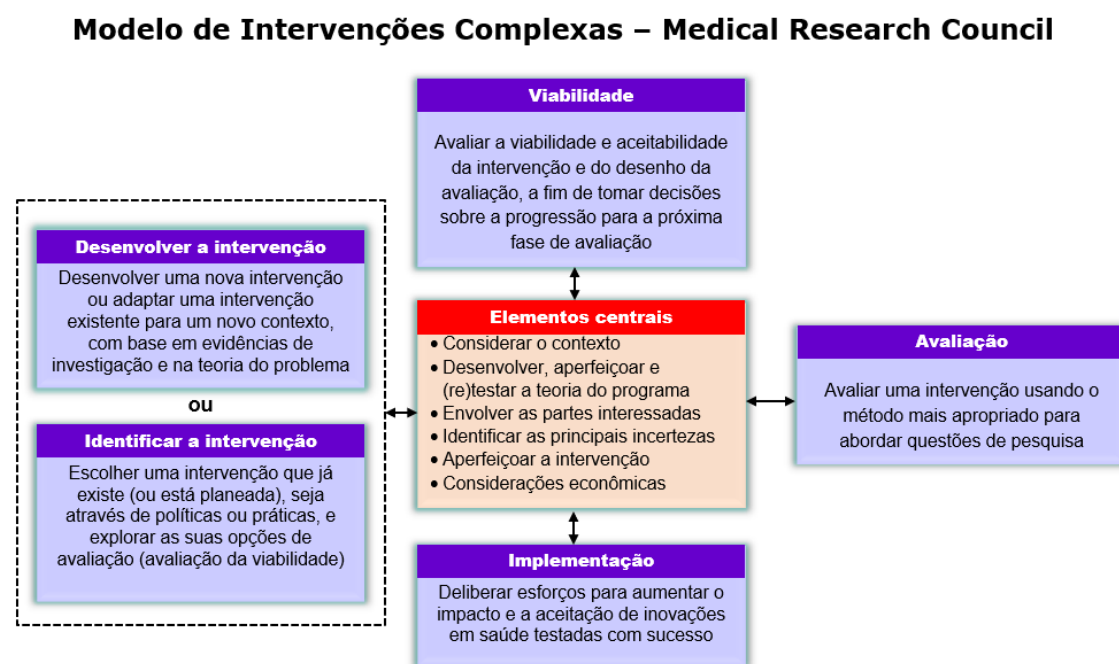 Modelo de Intervenções Complexas – Medical Research Council
Viabilidade
Avaliar a viabilidade e aceitabilidade
da intervenção e do desenho da
avaliação, a fim de tomar decisões
sobre a progressão para a próxima
fase de avaliação
Desenvolver a intervenção
Desenvolver uma nova intervenção
ou adaptar uma intervenção
existente para um novo contexto,
com base em evidências de
investigação e na teoria do problema
ou
Identificar a intervenção
Escolher uma intervenção que já
existe (ou está planeada), seja
através de políticas ou práticas, e
explorar as suas opções de
avaliação (avaliação da viabilidade)
Elementos centrais
• Considerar o contexto
• Desenvolver, aperfeiçoar e
(re)testar a teoria do programa
• Envolver as partes interessadas
• Identificar as principais incertezas
• Aperfeiçoar a intervenção
• Considerações econômicas
Avaliação
Avaliar uma intervenção usando o
método mais apropriado para
abordar questões de pesquisa
Implementação
Deliberar esforços para aumentar o
impacto e a aceitação de inovações
em saúde testadas com sucesso